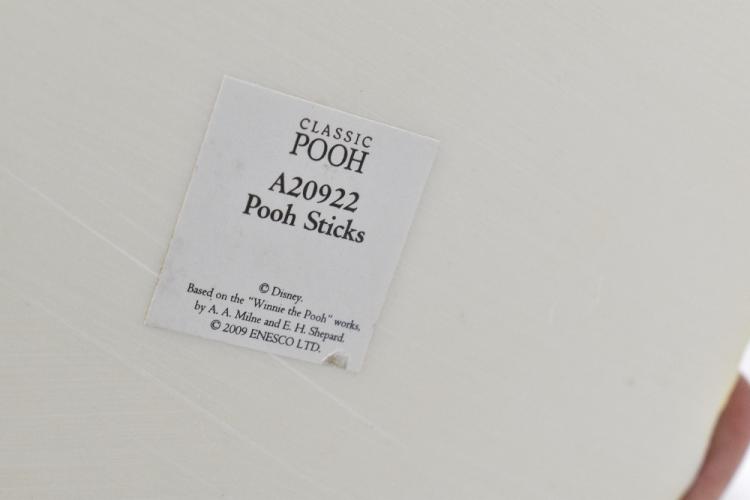 CLASSIC
POOH
A20922
Pooh Sticks
© Disney.
Based on the "Winnie the Pooh" works,
by A. A. Milne and E. H. Shepard.
© 2009 ENESCO LTD.